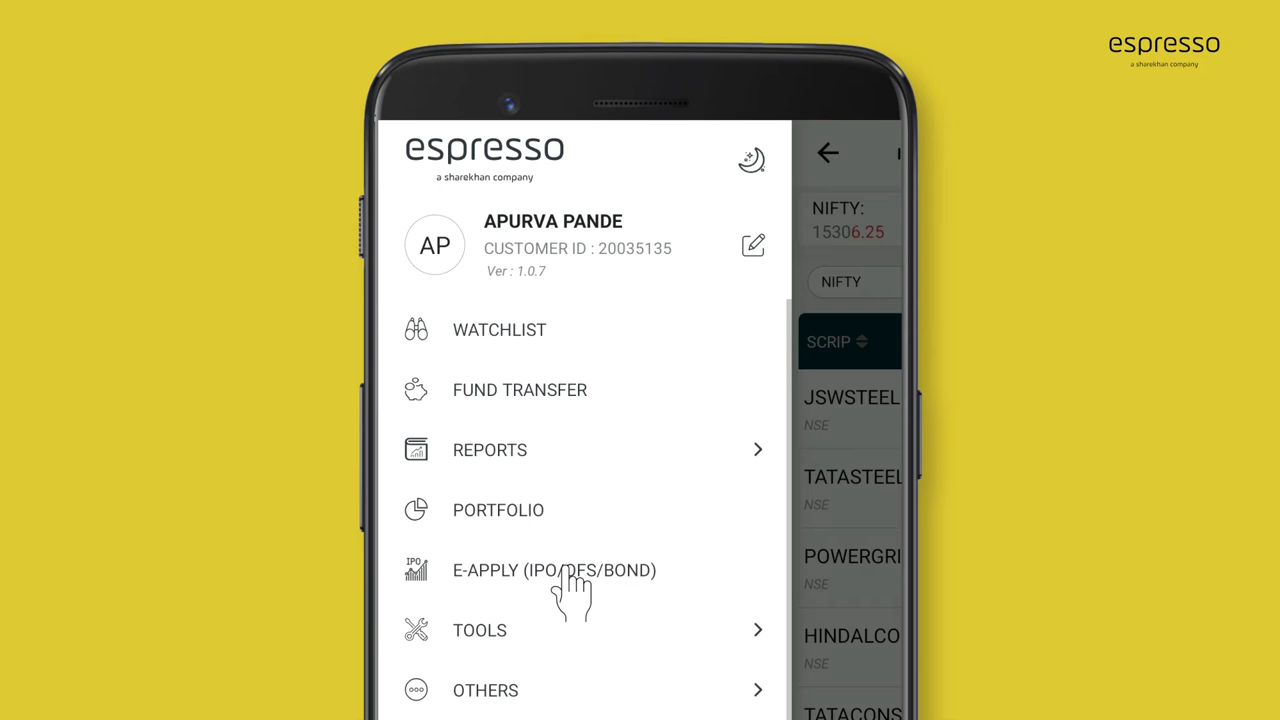 espresso
a sharekhan company
espresso
a sharekhan company
AP
APURVA PANDE
CUSTOMER ID : 20035135
Ver : 1.0.7
WATCHLIST
FUND TRANSFER
REPORTS
PORTFOLIO
IPO
E-APPLY (IPO/OFS/BOND)
TOOLS
OTHERS
NIFTY:
15306.25
NIFTY
SCRIP
JSWSTEEL
NSE
TATASTEEL
NSE
POWERGRI
NSE
HINDALCO
NSE
TATACONS